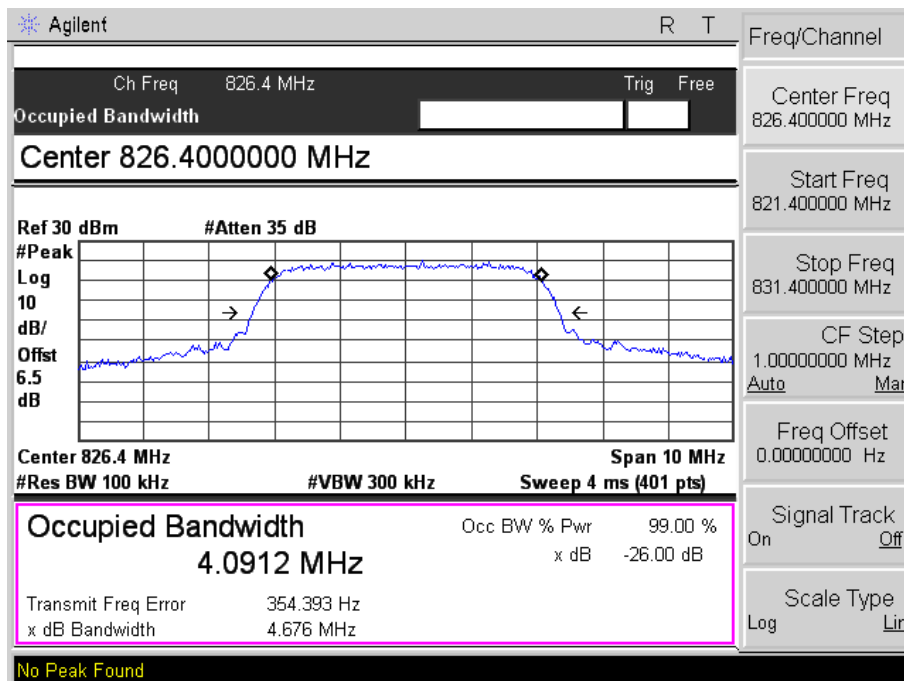 Agilent R T
Ch Freq 826.4 MHz Trig Free
Occupied Bandwidth
Center 826.4000000 MHz
Ref 30 dBm #Atten 35 dB
#Peak
Log
10
dB/
Offst
6.5
dB
Center 826.4 MHz Span 10 MHz
#Res BW 100 kHz #VBW 300 kHz Sweep 4 ms (401 pts)
Occupied Bandwidth Occ BW % Pwr 99.00 %
4.0912 MHz x dB -26.00 dB
Transmit Freq Error 354.393 Hz
x dB Bandwidth 4.676 MHz
No Peak Found
Freq/Channel
Center Freq
826.400000 MHz
Start Freq
821.400000 MHz
Stop Freq
831.400000 MHz
CF Step
1.00000000 MHz
Auto Mar
Freq Offset
0.00000000 Hz
Signal Track
On Off
Scale Type
Log Lin